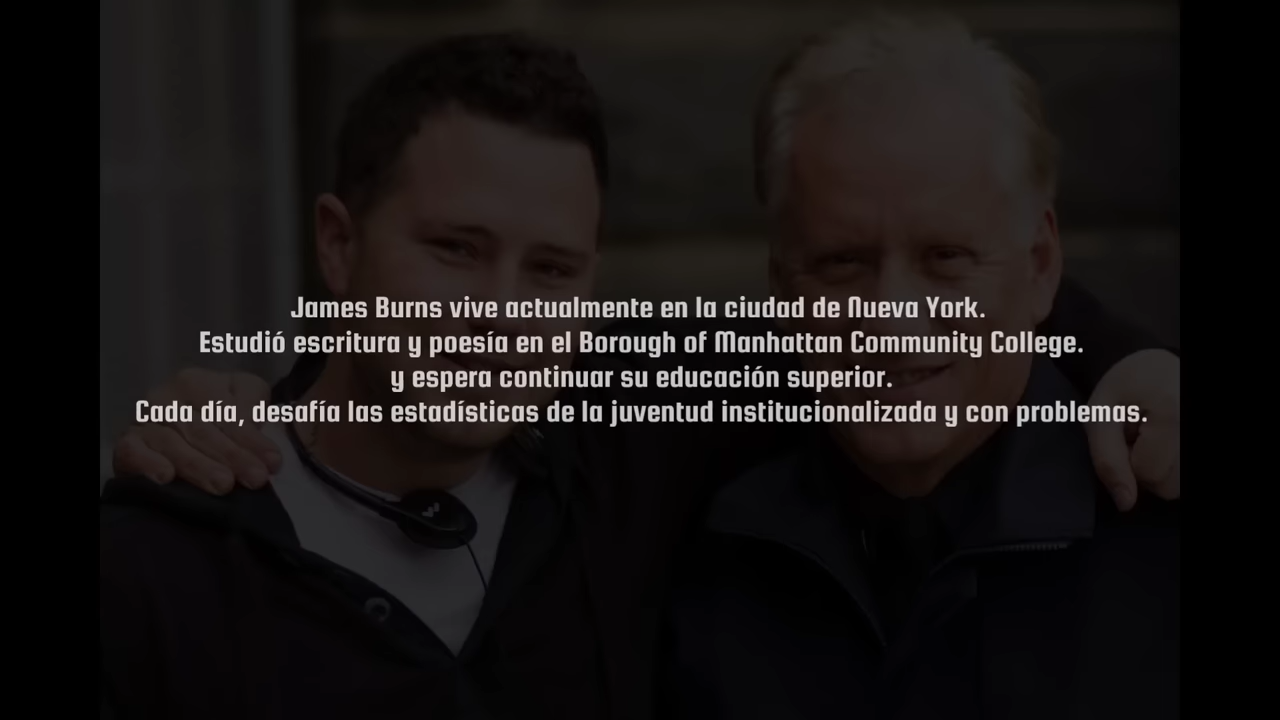 James Burns vive actualmente en la ciudad de Nueva York.
Estudió escritura y poesía en el Borough of Manhattan Community College.
y espera continuar su educación superior.
Cada día, desafía las estadísticas de la juventud institucionalizada y con problemas.